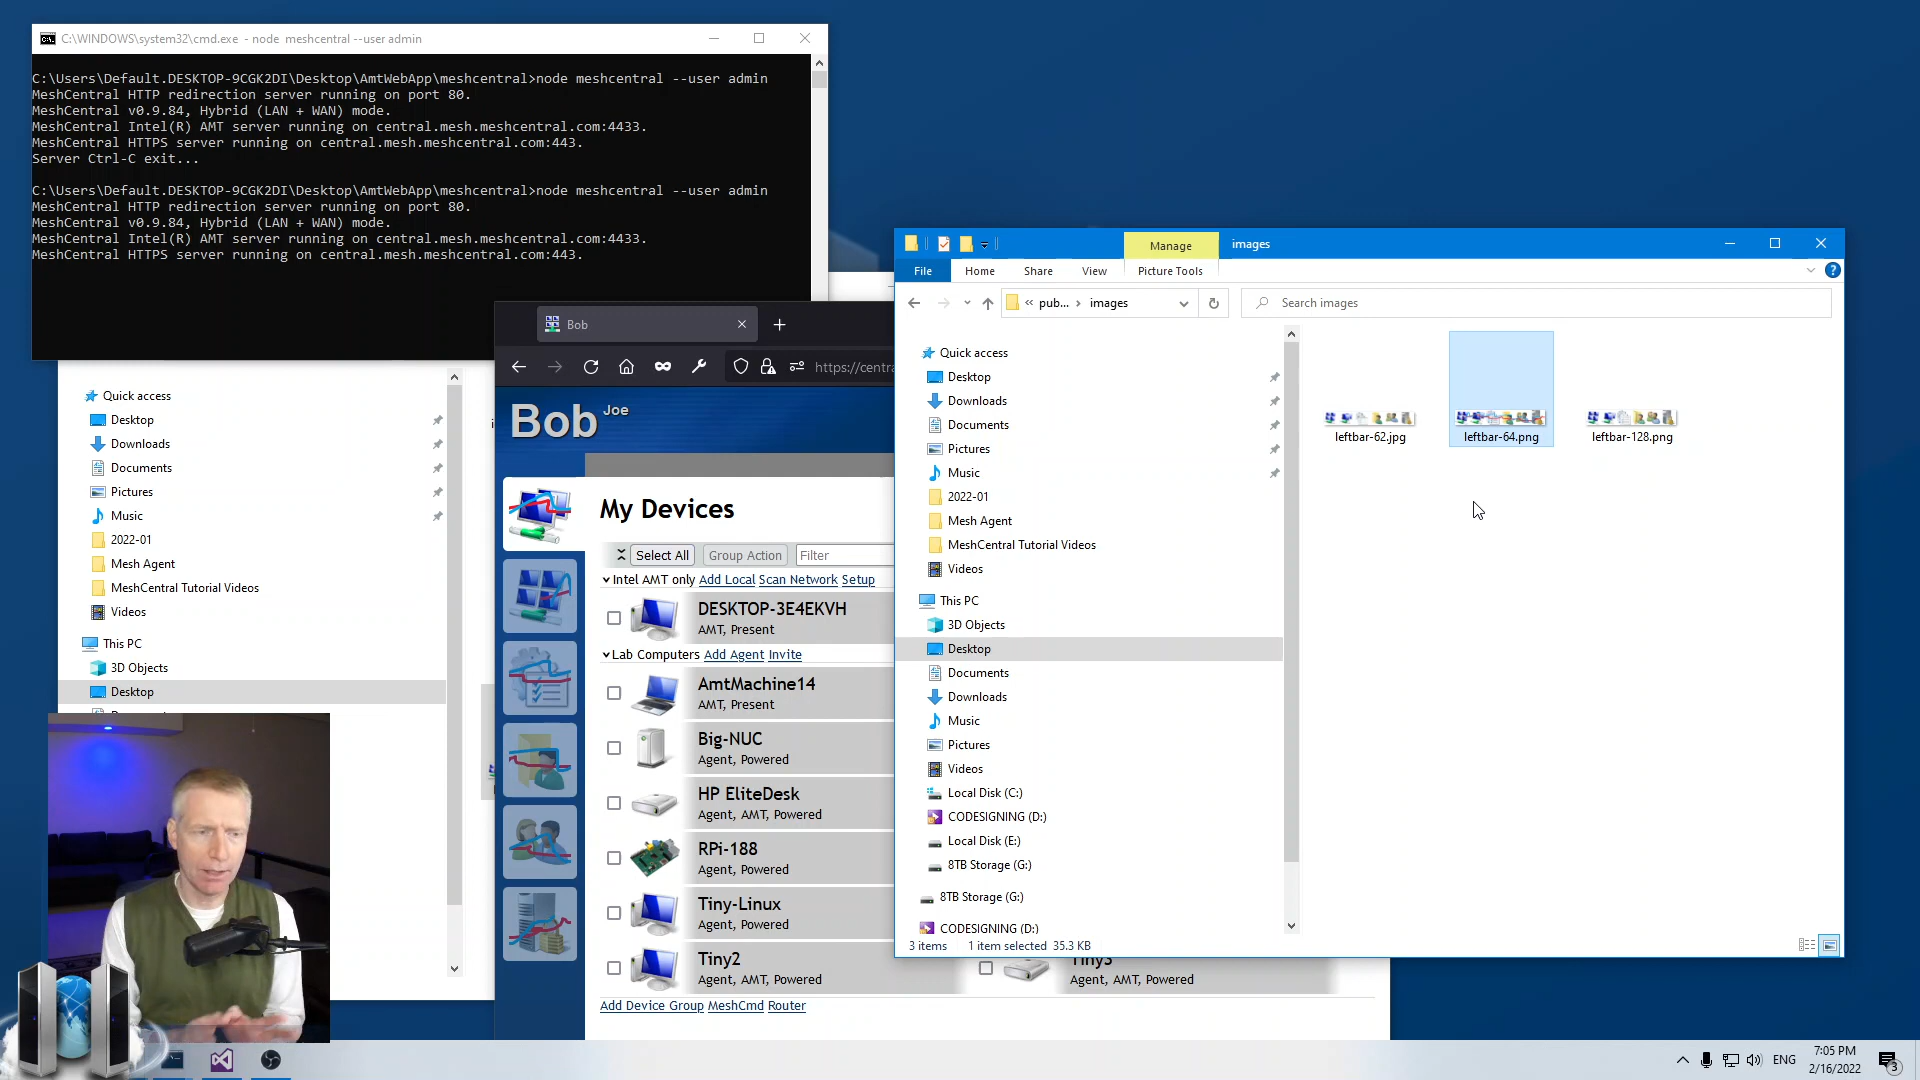 C:\WINDOWS\system32\cmd.exe - node meshcentral --user admin
C:\Users\Default.DESKTOP-9CGK2DI\Desktop\AmtWebApp\meshcentral>node meshcentral --user admin
MeshCentral HTTP redirection server running on port 80.
MeshCentral v0.9.84, Hybrid (LAN + WAN) mode.
MeshCentral Intel(R) AMT server running on central.mesh.meshcentral.com:4433.
MeshCentral HTTPS server running on central.mesh.meshcentral.com:443.
Server Ctrl-C exit...
C:\Users\Default.DESKTOP-9CGK2DI\Desktop\AmtWebApp\meshcentral>node meshcentral --user admin
MeshCentral HTTP redirection server running on port 80.
MeshCentral v0.9.84, Hybrid (LAN + WAN) mode.
MeshCentral Intel(R) AMT server running on central.mesh.meshcentral.com:4433.
MeshCentral HTTPS server running on central.mesh.meshcentral.com:443.
Quick access
Desktop
Downloads
Documents
Pictures
Music
2022-01
Mesh Agent
MeshCentral Tutorial Videos
Videos
This PC
3D Objects
Desktop
Bob
https://centra
Bob Joe
My Devices
Select All Group Action Filter
Intel AMT only Add Local Scan Network Setup
DESKTOP-3E4EKVH
AMT, Present
Lab Computers Add Agent Invite
AmtMachine14
AMT, Present
Big-NUC
Agent, Powered
HP EliteDesk
Agent, AMT, Powered
RPi-188
Agent, Powered
Tiny-Linux
Agent, Powered
Tiny2
Agent, AMT, Powered
Tiny3
Agent, AMT, Powered
Add Device Group MeshCmd Router
Manage images
File Home Share View Picture Tools
« pub... › images
Search images
Quick access
Desktop
Downloads
Documents
Pictures
Music
2022-01
Mesh Agent
MeshCentral Tutorial Videos
Videos
This PC
3D Objects
Desktop
Documents
Downloads
Music
Pictures
Videos
Local Disk (C:)
CODESIGNING (D:)
Local Disk (E:)
8TB Storage (G:)
8TB Storage (G:)
CODESIGNING (D:)
leftbar-62.jpg
leftbar-64.png
leftbar-128.png
3 items 1 item selected 35.3 KB
ENG
7:05 PM
2/16/2022
3